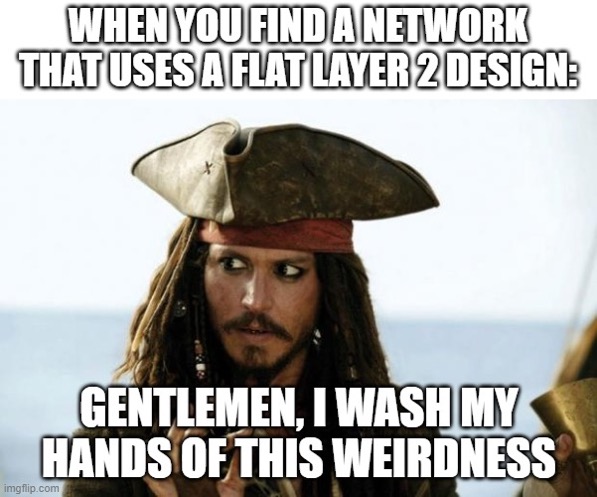 WHEN YOU FIND A NETWORK
THAT USES A FLAT LAYER 2 DESIGN:
GENTLEMEN, I WASH MY
HANDS OF THIS WEIRDNESS
imgflip.com